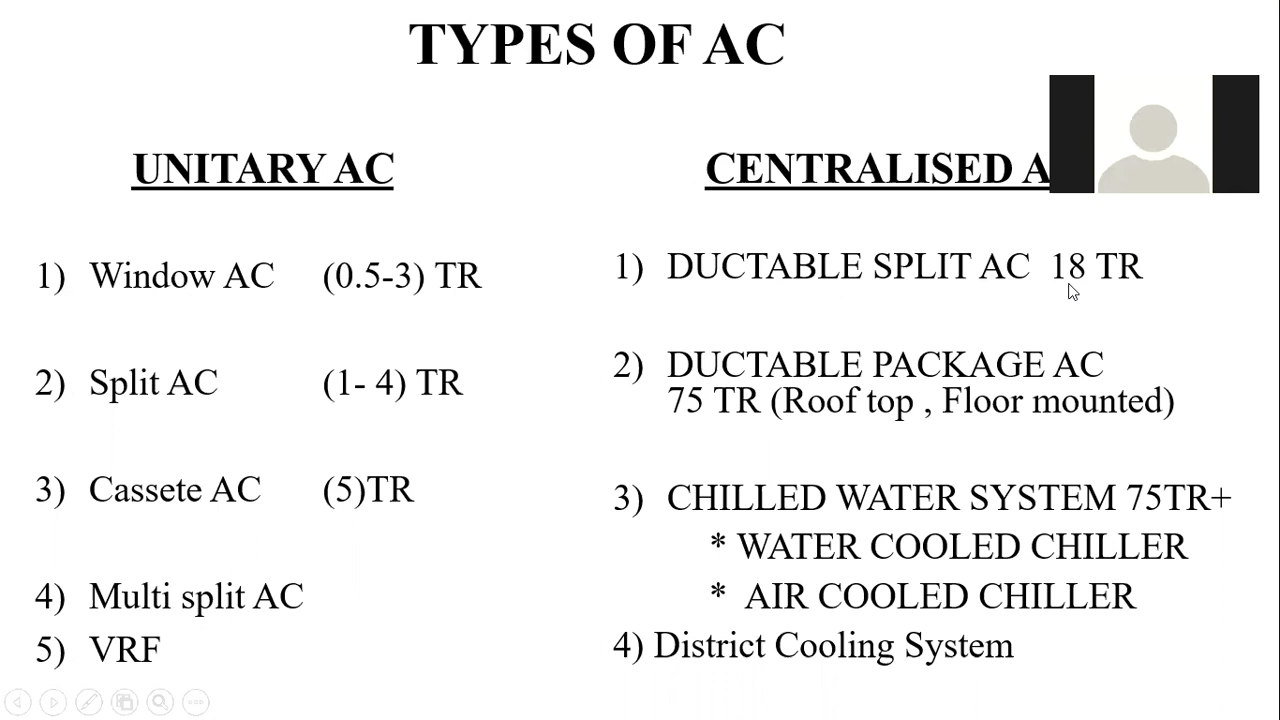 TYPES OF AC
UNITARY AC
1) Window AC (0.5-3) TR
2) Split AC (1- 4) TR
3) Cassete AC (5)TR
4) Multi split AC
5) VRF
CENTRALISED
1) DUCTABLE SPLIT AC 18 TR
2) DUCTABLE PACKAGE AC
75 TR (Roof top , Floor mounted)
3) CHILLED WATER SYSTEM 75TR+
* WATER COOLED CHILLER
* AIR COOLED CHILLER
4) District Cooling System